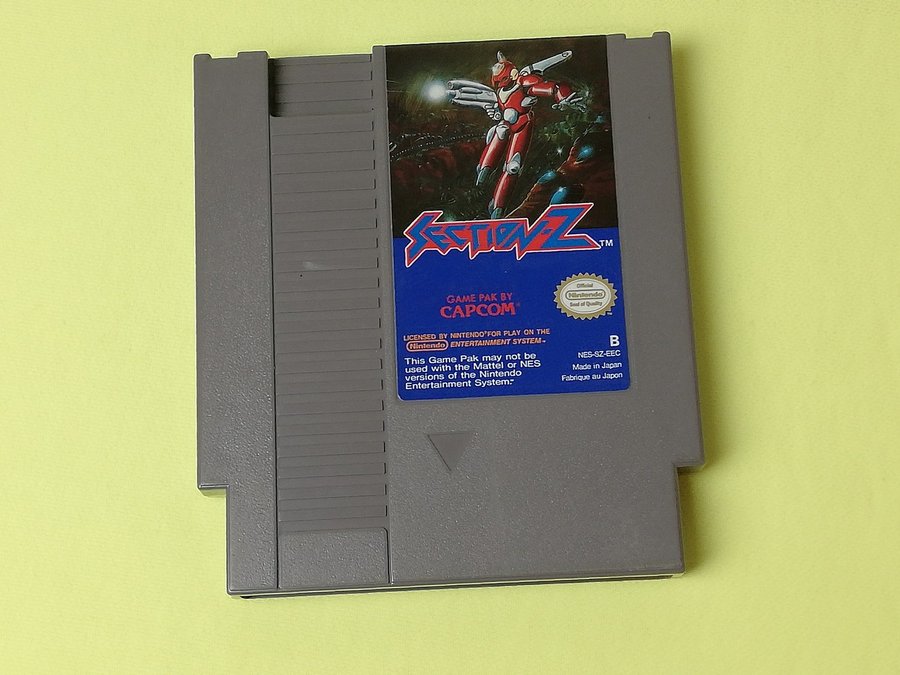 SECTION-Z™
GAME PAK BY
CAPCOM®
Official
Nintendo
Seal of Quality
LICENSED BY NINTENDO® FOR PLAY ON THE
Nintendo ENTERTAINMENT SYSTEM™
This Game Pak may not be
used with the Mattel or NES
versions of the Nintendo
Entertainment System.™
B
NES-SZ-EEC
Made in Japan
Fabriqué au Japon